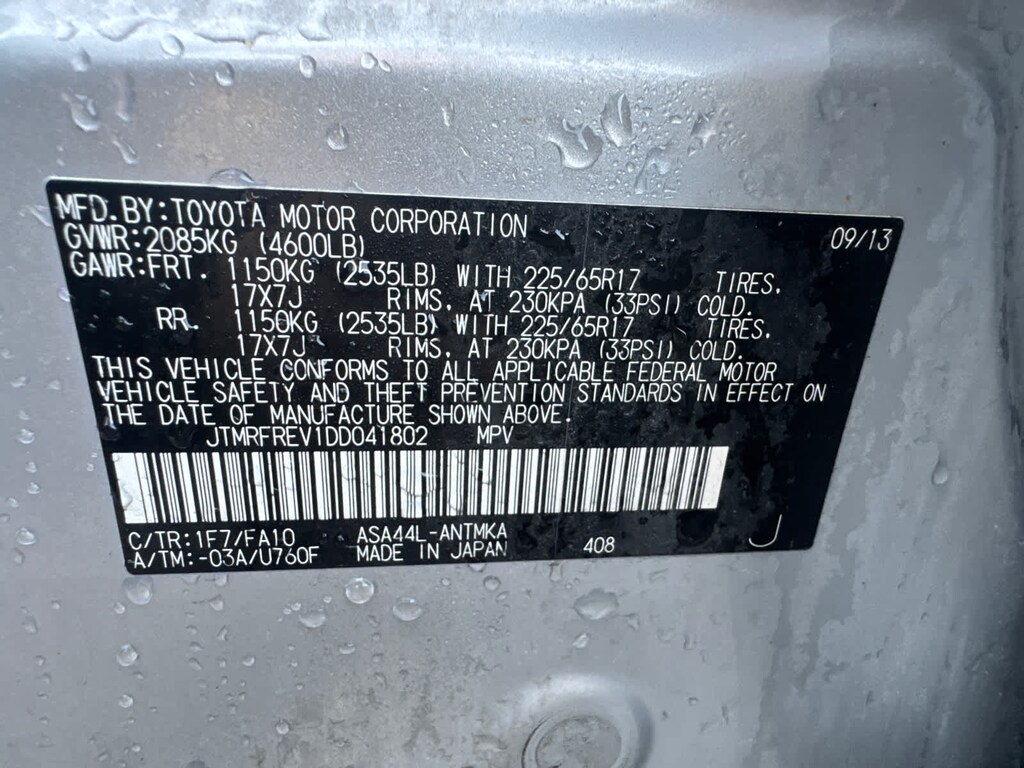 MFD. BY: TOYOTA MOTOR CORPORATION 09/13
GVWR: 2085KG (4600LB)
GAWR: FRT. 1150KG (2535LB) WITH 225/65R17 TIRES,
17X7J RIMS, AT 230KPA (33PSI) COLD.
RR. 1150KG (2535LB) WITH 225/65R17 TIRES,
17X7J RIMS, AT 230KPA (33PSI) COLD.
THIS VEHICLE CONFORMS TO ALL APPLICABLE FEDERAL MOTOR
VEHICLE SAFETY AND THEFT PREVENTION STANDARDS IN EFFECT ON
THE DATE OF MANUFACTURE SHOWN ABOVE.
JTMRFREV1DD041802 MPV
C/TR: 1F7/FA10 ASA44L-ANTMKA
A/TM: -03A/U760F MADE IN JAPAN 408 J